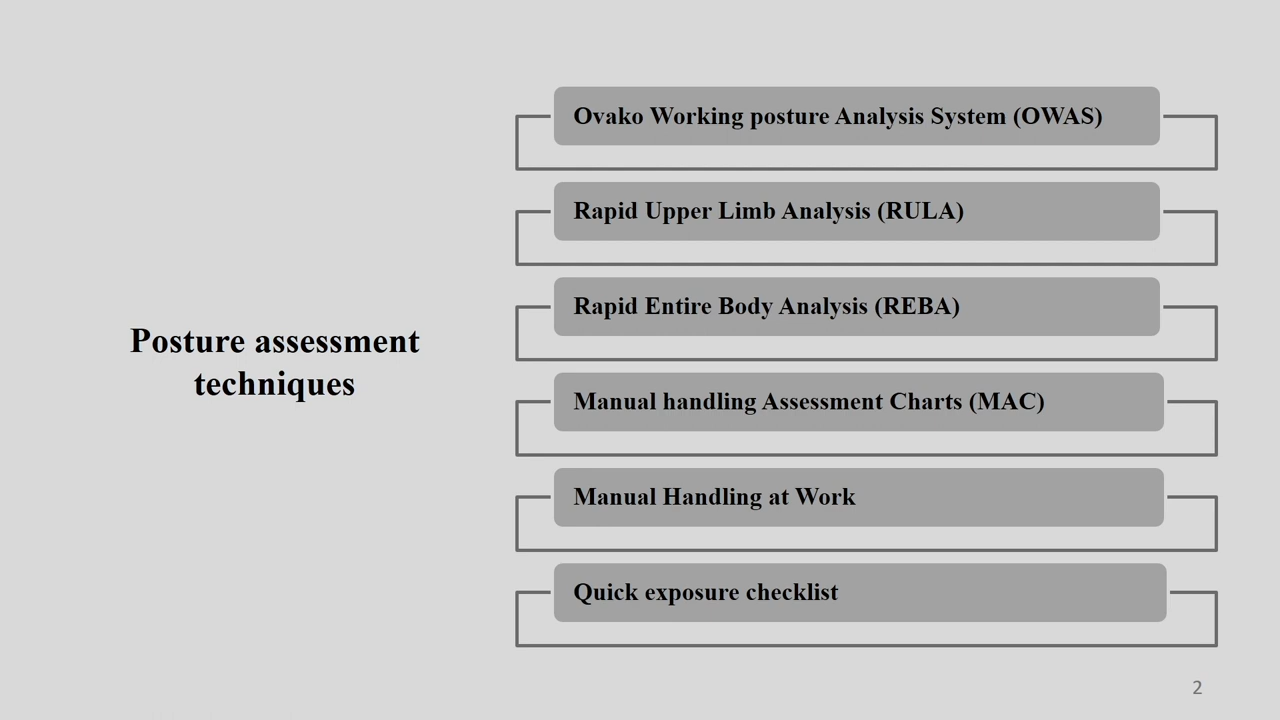 Posture assessment
techniques
Ovako Working posture Analysis System (OWAS)
Rapid Upper Limb Analysis (RULA)
Rapid Entire Body Analysis (REBA)
Manual handling Assessment Charts (MAC)
Manual Handling at Work
Quick exposure checklist
2